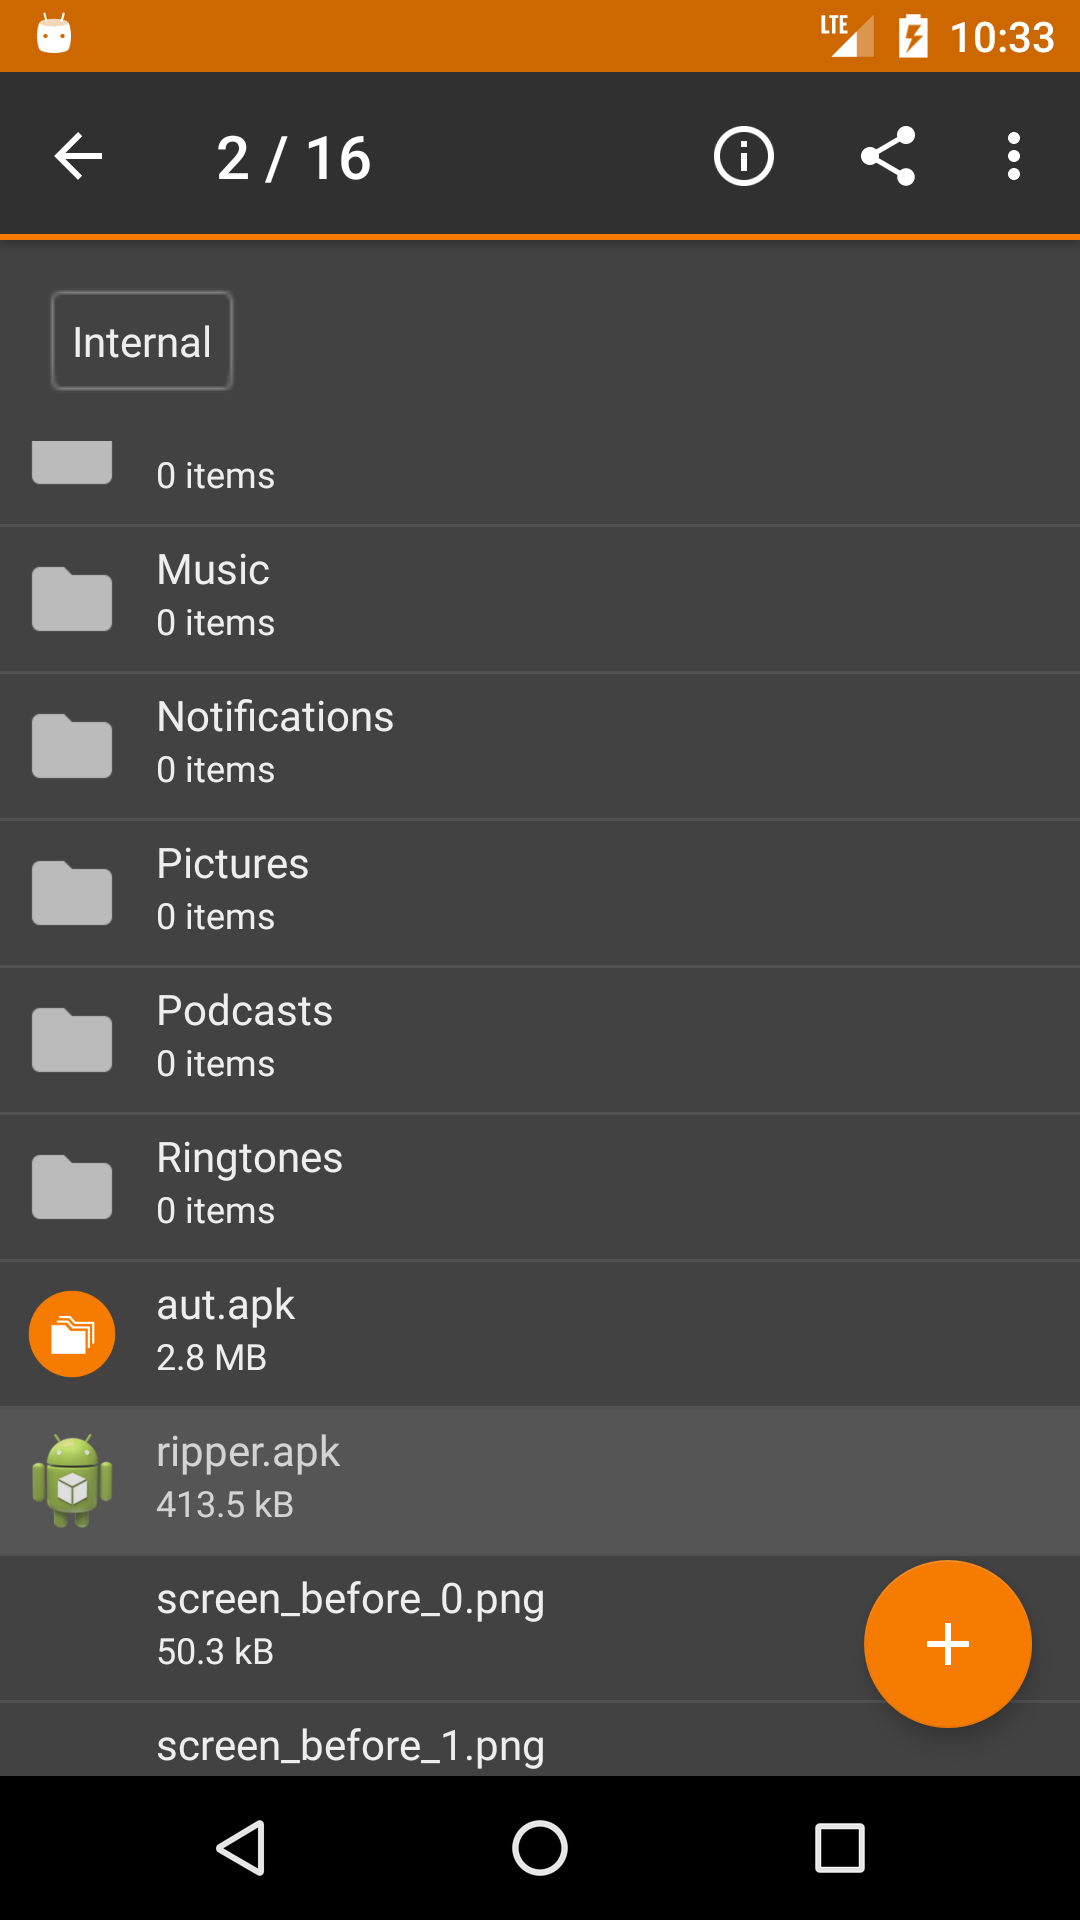 LTE 10:33
2 / 16
Internal
0 items
Music
0 items
Notifications
0 items
Pictures
0 items
Podcasts
0 items
Ringtones
0 items
aut.apk
2.8 MB
ripper.apk
413.5 kB
screen_before_0.png
50.3 kB
screen_before_1.png